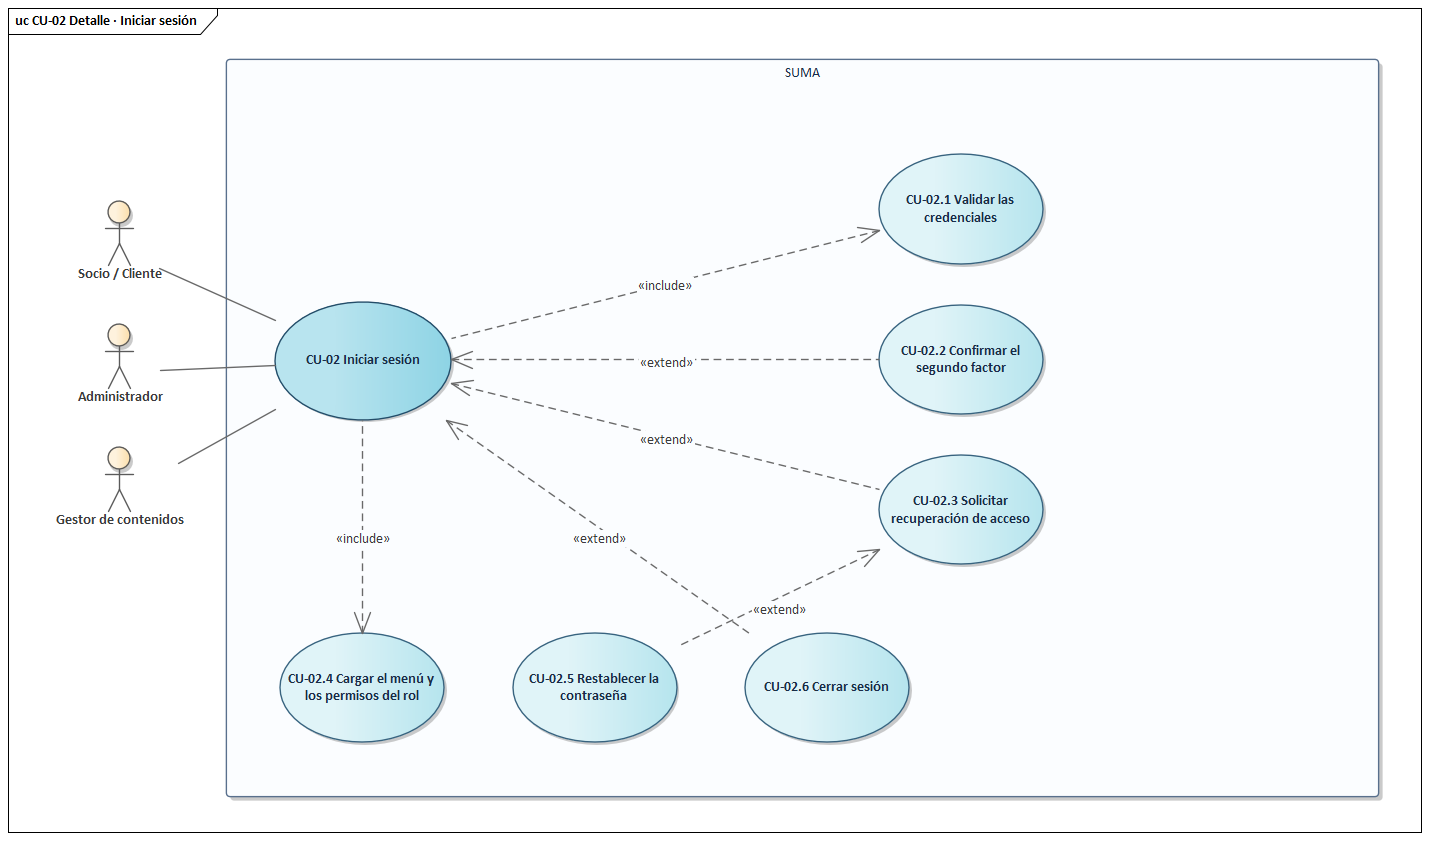 uc CU-02 Detalle · Iniciar sesión
SUMA
CU-02.1 Validar las
credenciales
Socio / Cliente
«include»
CU-02 Iniciar sesión
CU-02.2 Confirmar el
segundo factor
«extend»
Administrador
«extend»
CU-02.3 Solicitar
recuperación de acceso
Gestor de contenidos
«include»
«extend»
«extend»
CU-02.4 Cargar el menú y
los permisos del rol
CU-02.5 Restablecer la
contraseña
CU-02.6 Cerrar sesión